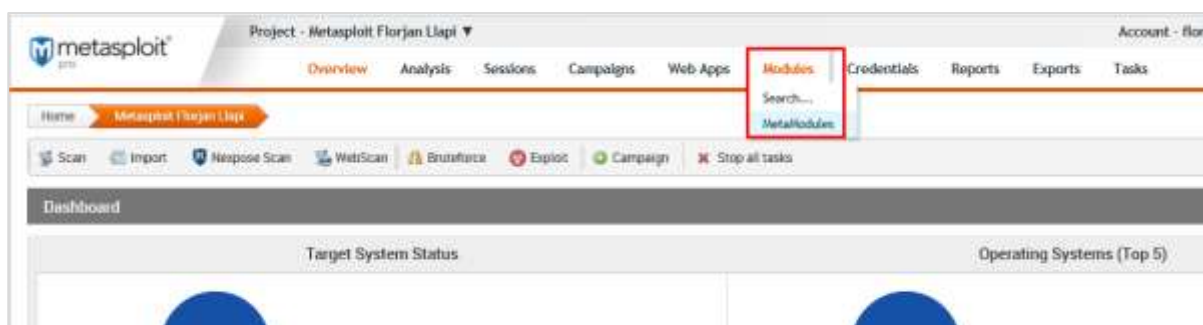 Project - Metasploit Florjan Llapi ▼
Account - flor
metasploit®
pro
Overview Analysis Sessions Campaigns Web Apps Modules Credentials Reports Exports Tasks
Search...
MetaModules
Home Metasploit Florjan Llapi
Scan Import Nexpose Scan WebScan Bruteforce Exploit Campaign Stop all tasks
Dashboard
Target System Status
Operating Systems (Top 5)